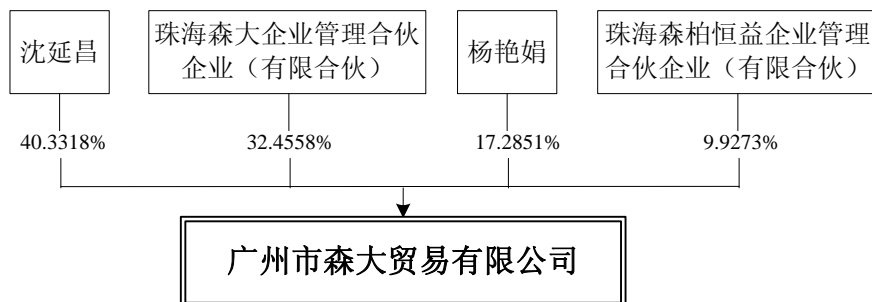 沈延昌
珠海森大企业管理合伙
企业（有限合伙）
杨艳娟
珠海森柏恒益企业管理
合伙企业（有限合伙）
40.3318%
32.4558%
17.2851%
9.9273%
广州市森大贸易有限公司